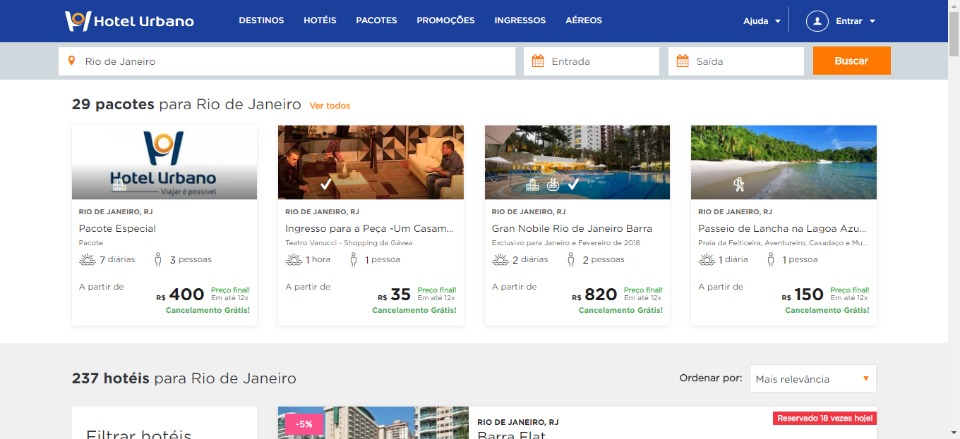 Hotel Urbano
DESTINOS HOTÉIS PACOTES PROMOÇÕES INGRESSOS AÉREOS
Ajuda Entrar
Rio de Janeiro
Entrada
Saída
Buscar
29 pacotes para Rio de Janeiro Ver todos
Hotel Urbano
Viajar é possível
RIO DE JANEIRO, RJ
Pacote Especial
Pacote
7 diárias 3 pessoas
A partir de
R$ 400 Preço final!
Em até 12x
Cancelamento Grátis!
RIO DE JANEIRO, RJ
Ingresso para a Peça -Um Casam...
Teatro Vanucci - Shopping da Gávea
1 hora 1 pessoa
A partir de
R$ 35 Preço final!
Em até 12x
Cancelamento Grátis!
RIO DE JANEIRO, RJ
Gran Nobile Rio de Janeiro Barra
Exclusivo para Janeiro e Fevereiro de 2018
2 diárias 2 pessoas
A partir de
R$ 820 Preço final!
Em até 12x
Cancelamento Grátis!
RIO DE JANEIRO, RJ
Passeio de Lancha na Lagoa Azu...
Praia da Feiticeira, Aventureiro, Caxadaço e Mu...
1 diária 1 pessoa
A partir de
R$ 150 Preço final!
Em até 12x
Cancelamento Grátis!
237 hotéis para Rio de Janeiro
Ordenar por: Mais relevância
Filtrar hotéis
-5%
RIO DE JANEIRO, RJ
Barra Flat
Reservado 18 vezes hoje!